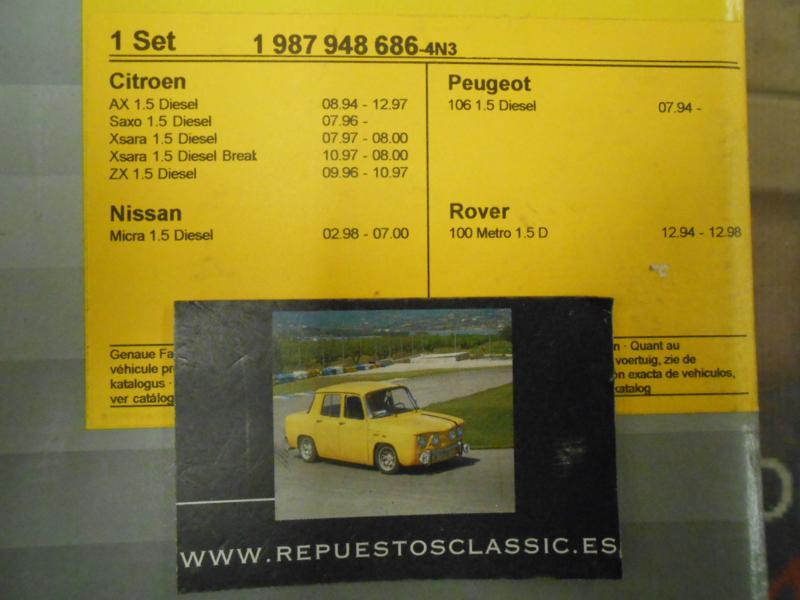 1 Set 1 987 948 686-4N3
Citroen
AX 1.5 Diesel 08.94 - 12.97
Saxo 1.5 Diesel 07.96 -
Xsara 1.5 Diesel 07.97 - 08.00
Xsara 1.5 Diesel Break 10.97 - 08.00
ZX 1.5 Diesel 09.96 - 10.97
Nissan
Micra 1.5 Diesel 02.98 - 07.00
Peugeot
106 1.5 Diesel 07.94 -
Rover
100 Metro 1.5 D 12.94 - 12.98
Genaue
véhicule
katalogus ·
ver
· Quant au
voertuig, zie de
exacta de vehiculos,
katalog
WWW.REPUESTOSCLASSIC.ES